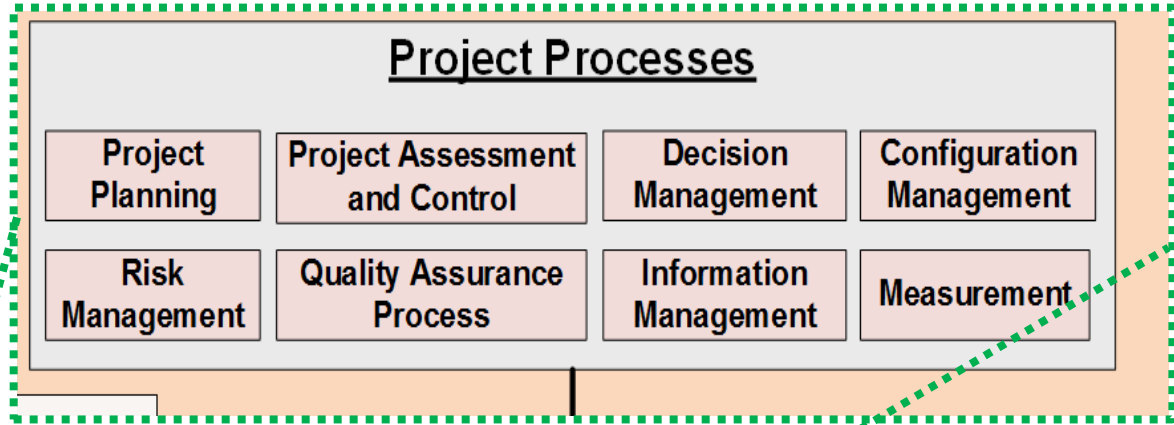 Project Processes
Project
Planning
Project Assessment
and Control
Decision
Management
Configuration
Management
Risk
Management
Quality Assurance
Process
Information
Management
Measurement